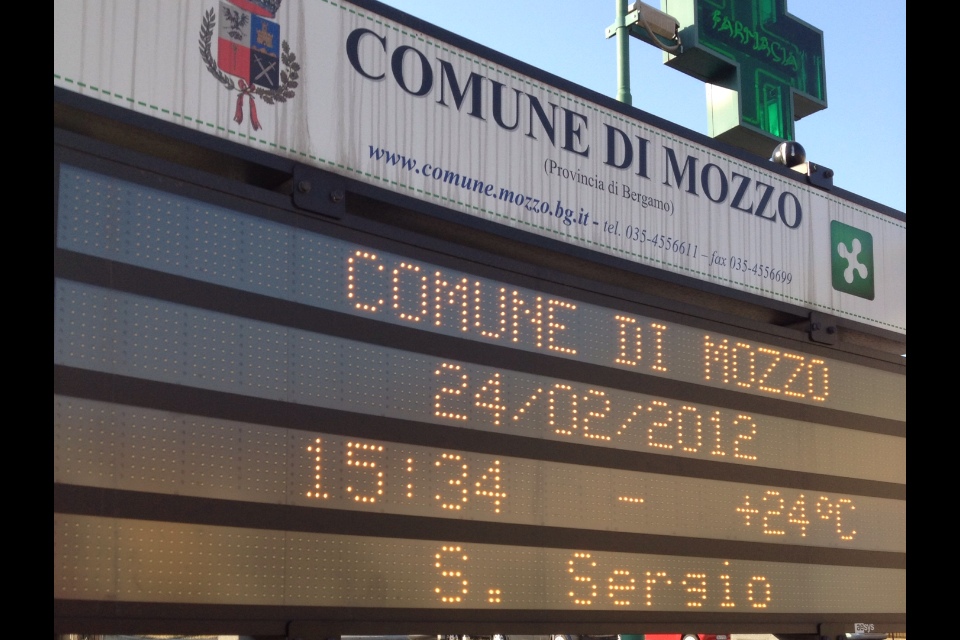 FARMACIA
COMUNE DI MOZZO
(Provincia di Bergamo)
www.comune.mozzo.bg.it - tel. 035-4556611 – fax 035-4556699
COMUNE DI MOZZO
24/02/2012
15:34 - +24°C
S. Sergio